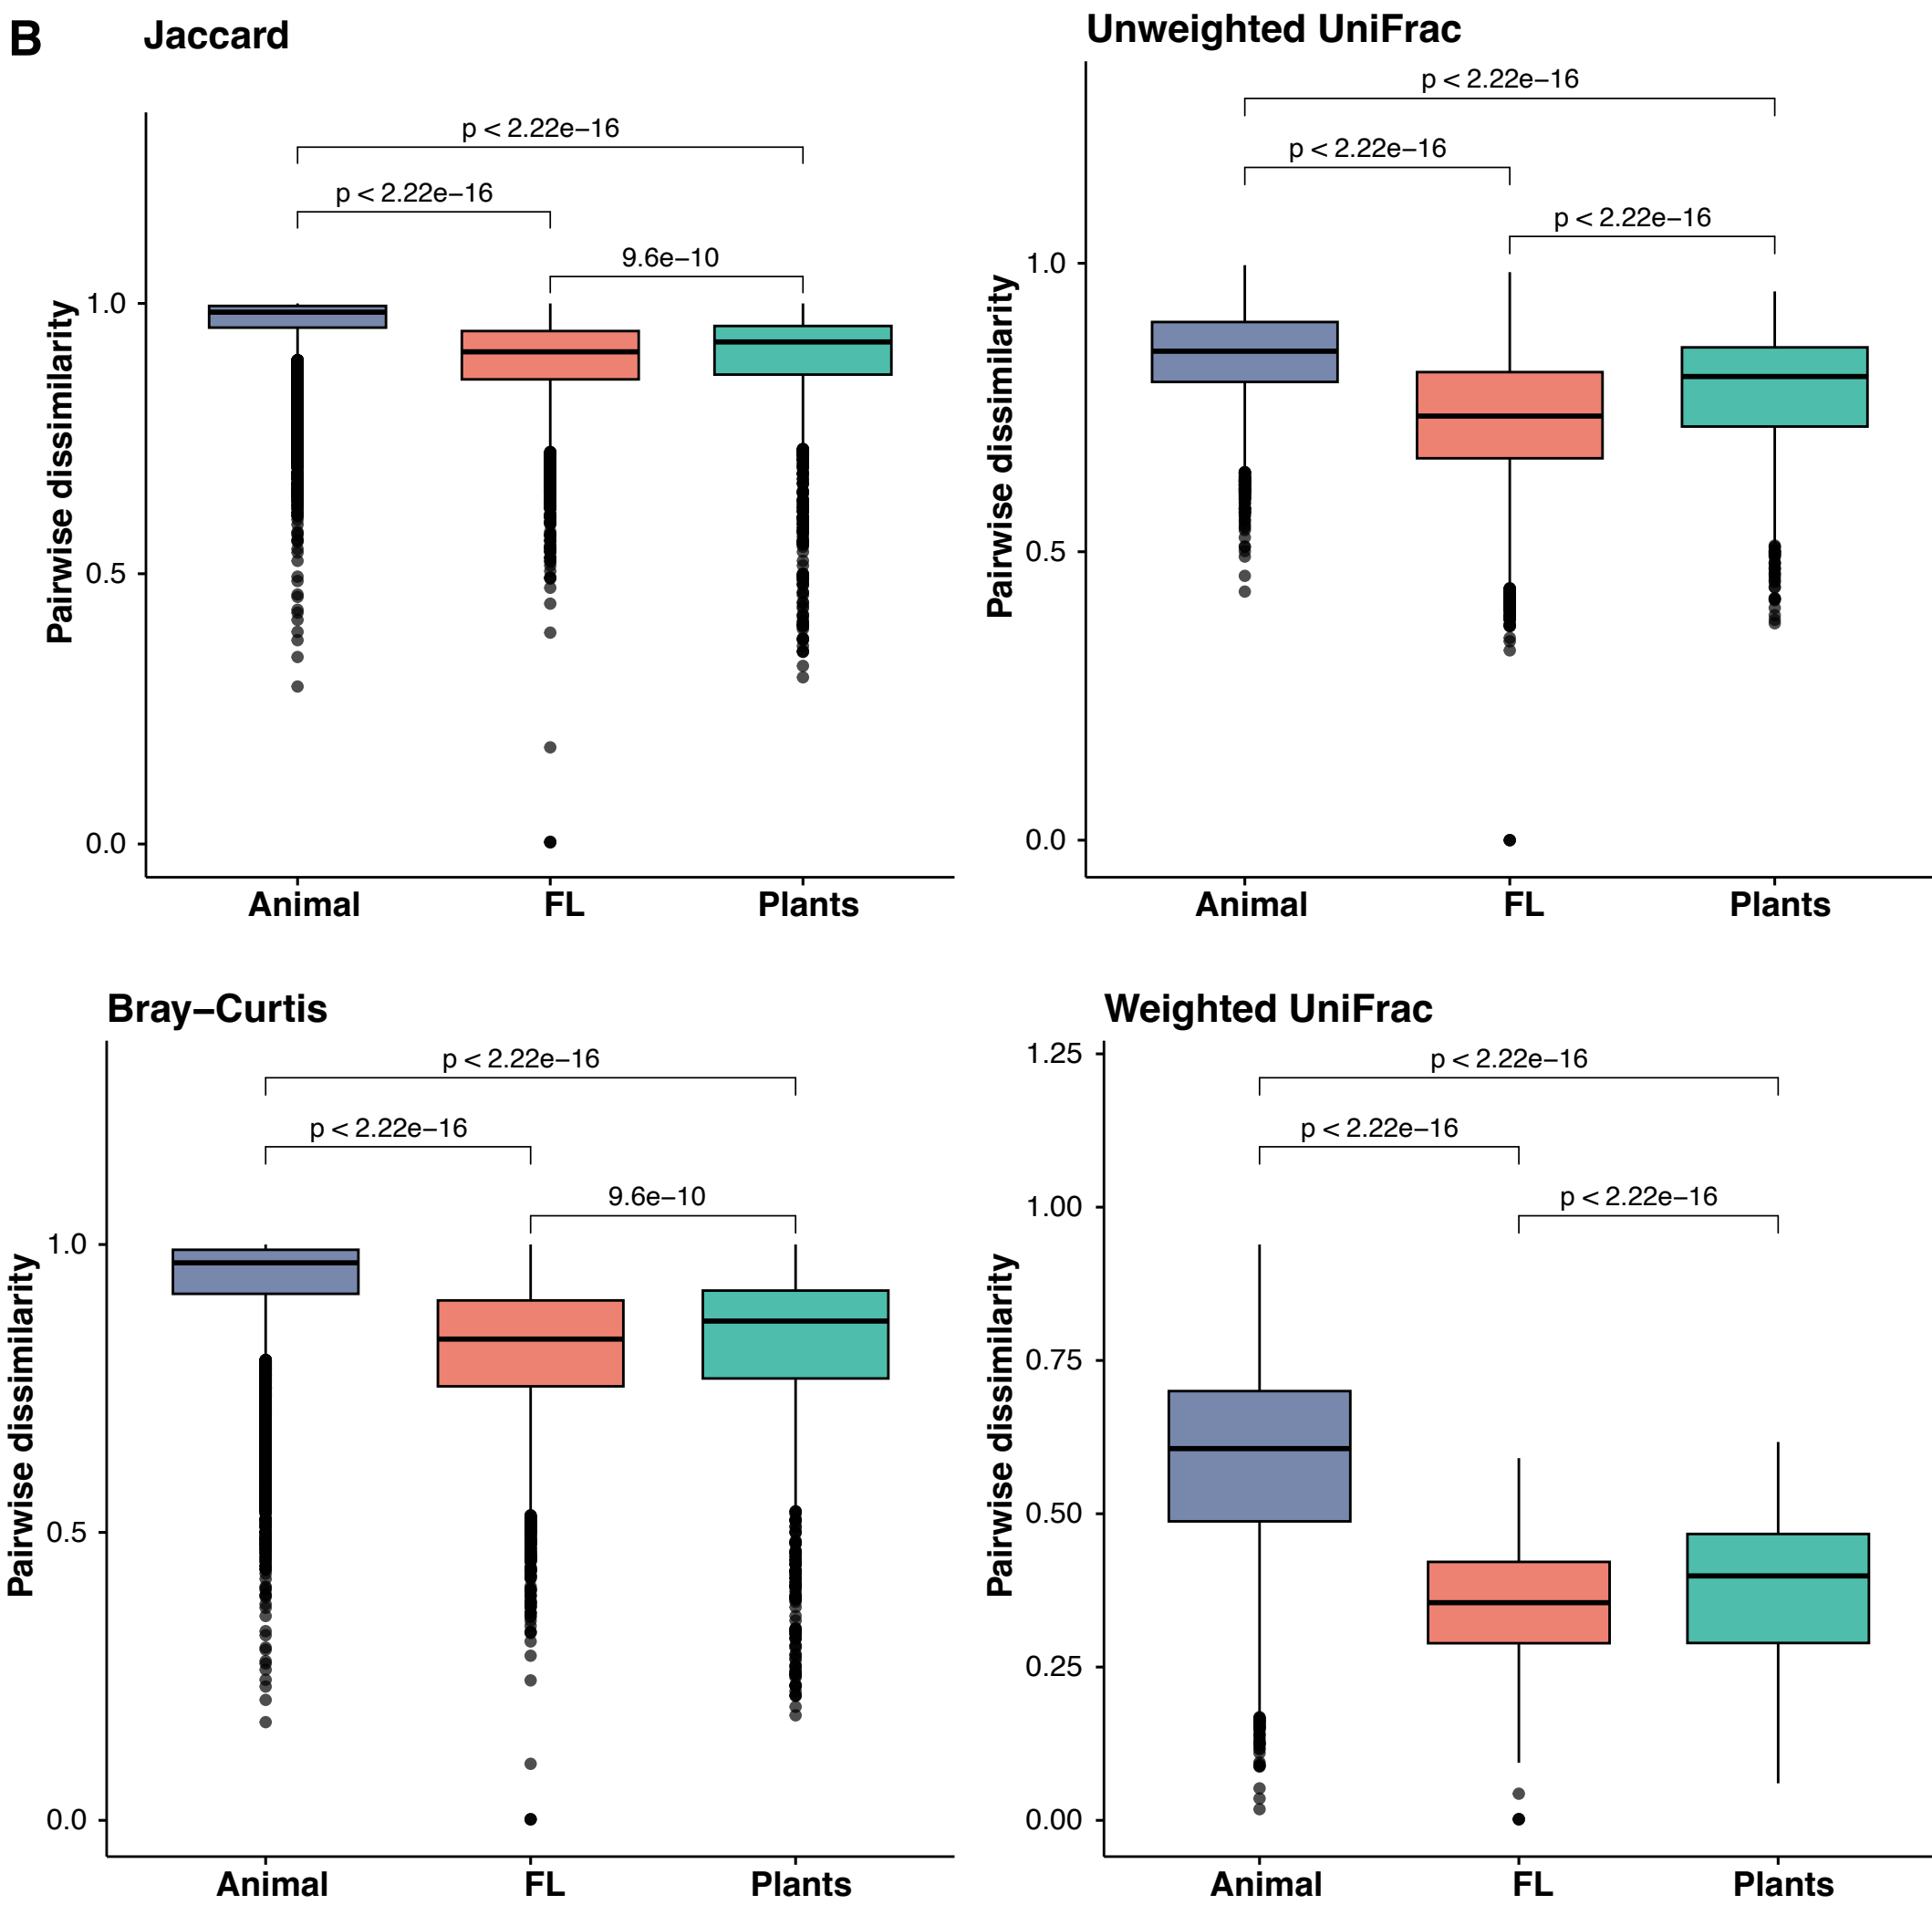 B
Jaccard
p < 2.22e−16
p < 2.22e−16
9.6e−10
Pairwise dissimilarity
1.0
0.5
0.0
Animal FL Plants
Unweighted UniFrac
p < 2.22e−16
p < 2.22e−16
p < 2.22e−16
Pairwise dissimilarity
1.0
0.5
0.0
Animal FL Plants
Bray−Curtis
p < 2.22e−16
p < 2.22e−16
9.6e−10
Pairwise dissimilarity
1.0
0.5
0.0
Animal FL Plants
Weighted UniFrac
p < 2.22e−16
p < 2.22e−16
p < 2.22e−16
Pairwise dissimilarity
1.25
1.00
0.75
0.50
0.25
0.00
Animal FL Plants